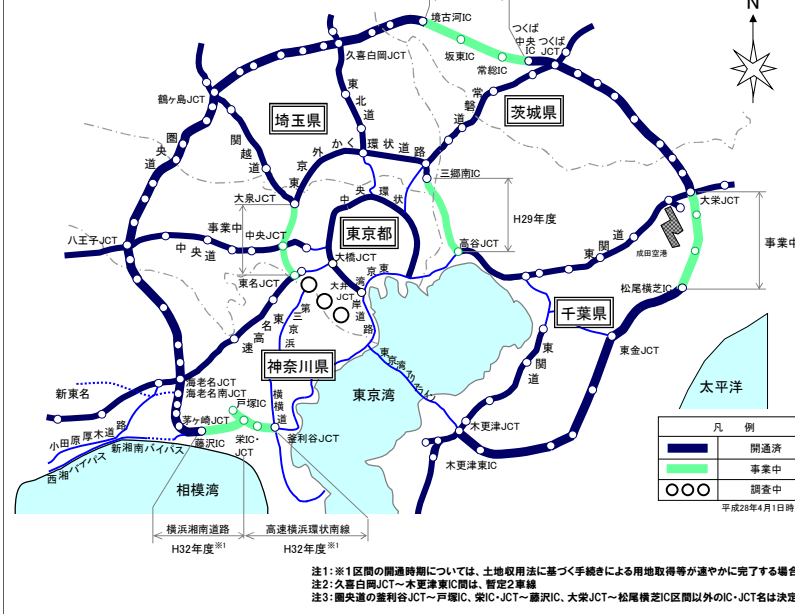 N
境古河IC
つくば
中央
IC
つくば
JCT
坂東IC
常総IC
久喜白岡JCT
鶴ヶ島JCT
東北道
常磐道
茨城県
埼玉県
圏央道
関越道
東京外かく環状道路
三郷南IC
大泉JCT
中央環状
大栄JCT
H29年度
事業中
中央JCT
東京都
高谷JCT
東関道
成田空港
事業中
八王子JCT
中央道
大橋JCT
東名JCT
大井
JCT
東京湾岸道路
松尾横芝IC
第三京浜
東名高速
千葉県
東金JCT
神奈川県
東京湾アクアライン
東関道
太平洋
新東名
海老名JCT
海老名南JCT
東京湾
戸塚IC
横横道
茅ヶ崎JCT
小田原厚木道路
藤沢IC
栄IC・
JCT
釜利谷JCT
木更津JCT
新湘南バイパス
西湘バイパス
木更津東IC
相模湾
凡 例
開通済
事業中
調査中
平成28年4月1日時
横浜湘南道路
高速横浜環状南線
H32年度※1
H32年度※1
注1:※1区間の開通時期については、土地収用法に基づく手続きによる用地取得等が速やかに完了する場合
注2:久喜白岡JCT～木更津東IC間は、暫定2車線
注3:圏央道の釜利谷JCT～戸塚IC、栄IC・JCT～藤沢IC、大栄JCT～松尾横芝IC区間以外のIC・JCT名は決定